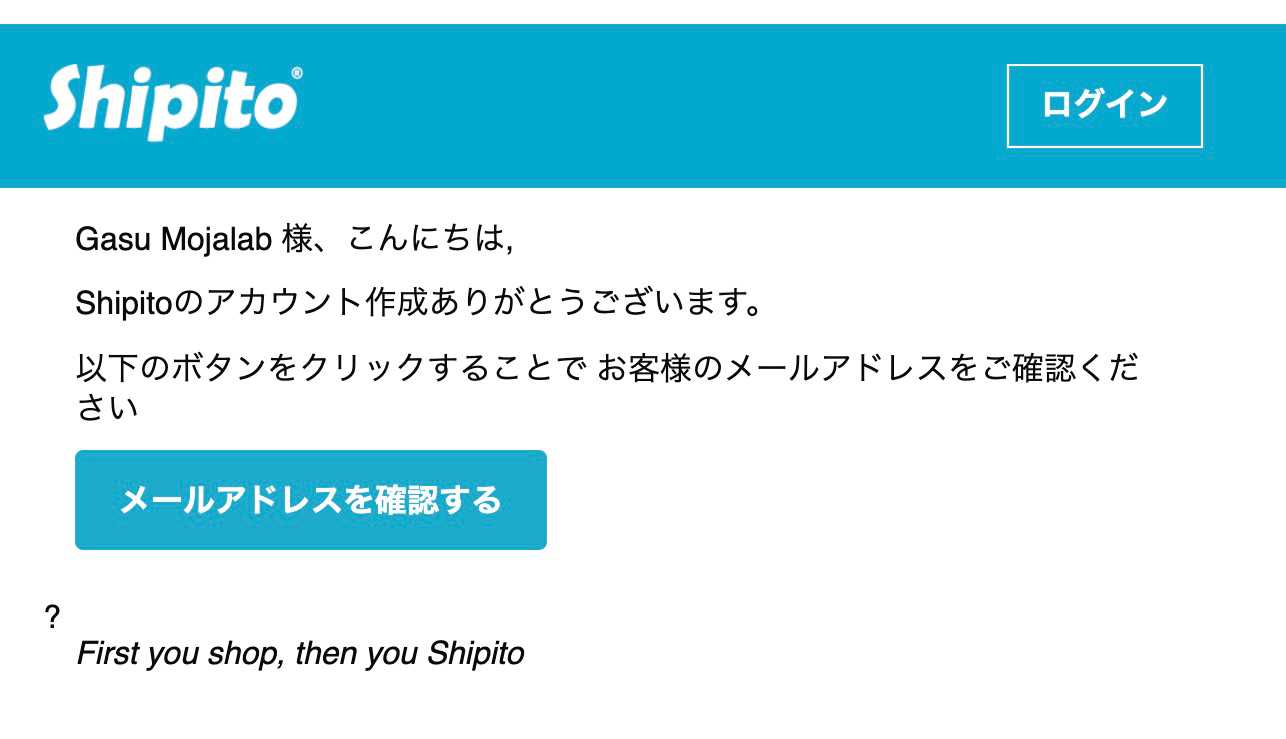 Shipito®
ログイン
Gasu Mojalab 様、こんにちは,
Shipitoのアカウント作成ありがとうございます。
以下のボタンをクリックすることで お客様のメールアドレスをご確認くだ
さい
メールアドレスを確認する
?
First you shop, then you Shipito